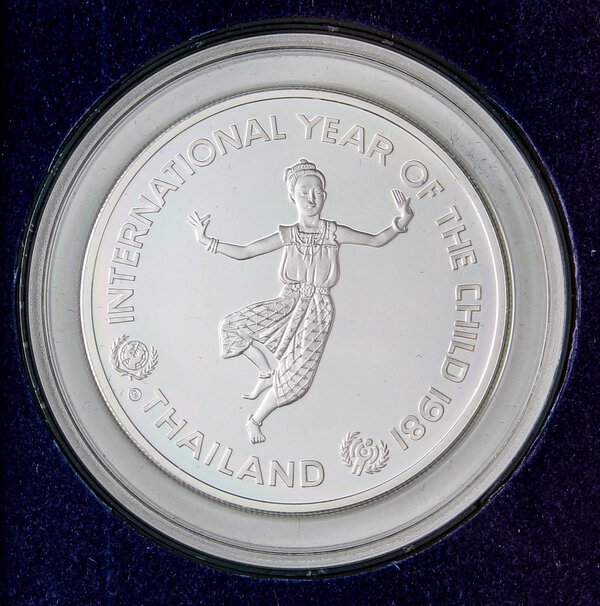 INTERNATIONAL YEAR OF THE CHILD 1981
THAILAND